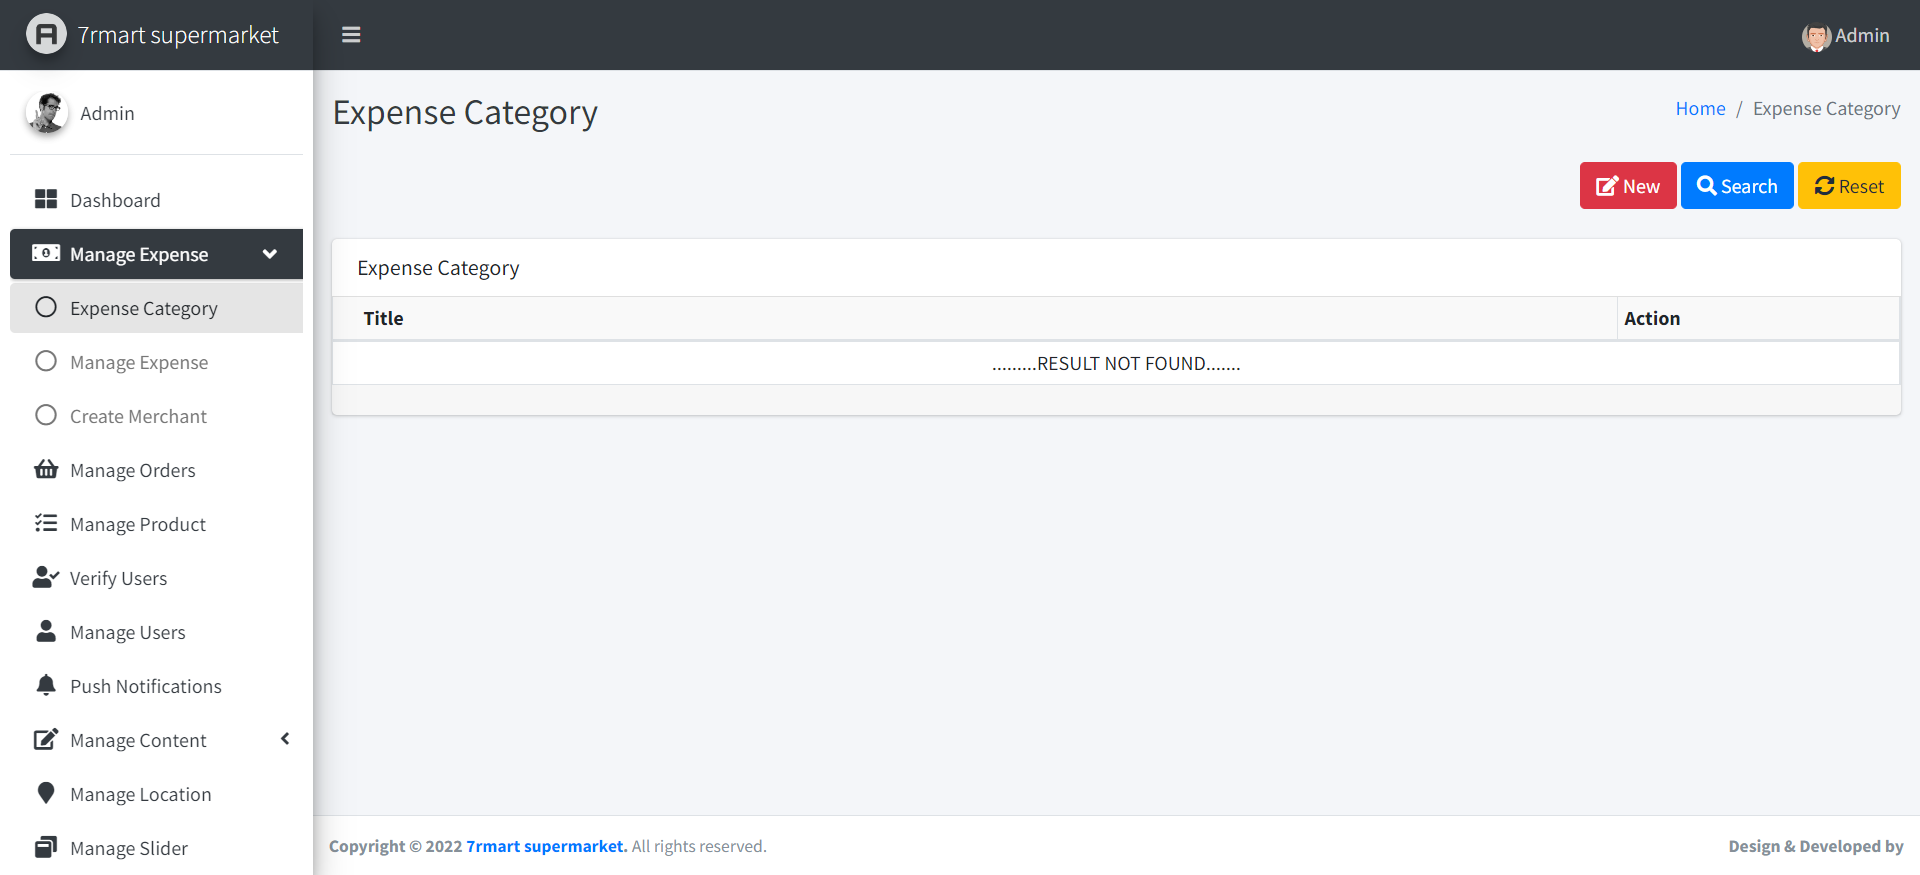 7rmart supermarket
Admin
Admin
Dashboard
Manage Expense
Expense Category
Manage Expense
Create Merchant
Manage Orders
Manage Product
Verify Users
Manage Users
Push Notifications
Manage Content
Manage Location
Manage Slider
Expense Category
Home / Expense Category
New Search Reset
Expense Category
Title Action
.........RESULT NOT FOUND.......
Copyright © 2022 7rmart supermarket. All rights reserved.
Design & Developed by